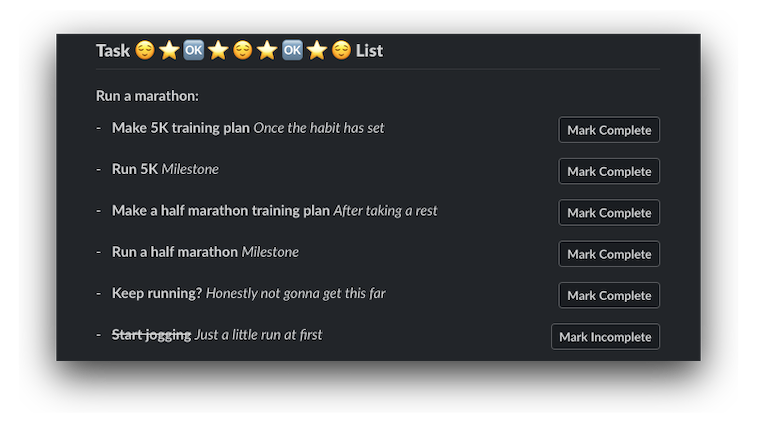 Task 😌⭐🆗⭐😌⭐🆗⭐😌 List
Run a marathon:
- Make 5K training plan Once the habit has set Mark Complete
- Run 5K Milestone Mark Complete
- Make a half marathon training plan After taking a rest Mark Complete
- Run a half marathon Milestone Mark Complete
- Keep running? Honestly not gonna get this far Mark Complete
- Start jogging Just a little run at first Mark Incomplete